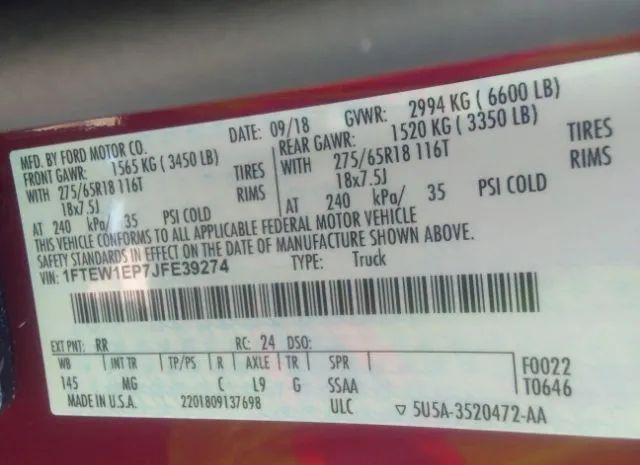 MFD. BY FORD MOTOR CO. DATE: 09/18 GVWR: 2994 KG ( 6600 LB)
FRONT GAWR: 1565 KG ( 3450 LB) REAR GAWR: 1520 KG ( 3350 LB)
WITH 275/65R18 116T TIRES WITH 275/65R18 116T TIRES
18x7.5J RIMS 18x7.5J RIMS
AT 240 kPa/ 35 PSI COLD AT 240 kPa/ 35 PSI COLD
THIS VEHICLE CONFORMS TO ALL APPLICABLE FEDERAL MOTOR VEHICLE
SAFETY STANDARDS IN EFFECT ON THE DATE OF MANUFACTURE SHOWN ABOVE.
VIN: 1FTEW1EP7JFE39274 TYPE: Truck
EXT PNT: RR RC: 24 DSO:
WB INT TR TP/PS R AXLE TR SPR F0022
145 MG C L9 G SSAA T0646
MADE IN U.S.A. 2201809137698 ULC ▽ 5U5A-3520472-AA